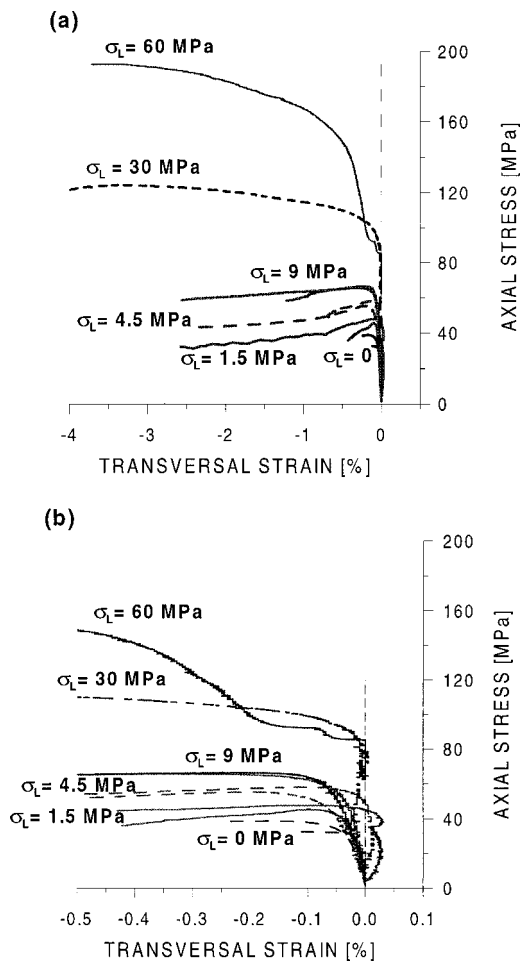 (a)
σL= 60 MPa
200
160
σL= 30 MPa
120
σL= 9 MPa
80
σL= 4.5 MPa
40
σL= 1.5 MPa
σL= 0
0
AXIAL STRESS [MPa]
-4 -3 -2 -1 0
TRANSVERSAL STRAIN [%]
(b)
200
σL= 60 MPa
160
σL= 30 MPa
120
σL= 9 MPa
80
σL= 4.5 MPa
σL= 1.5 MPa
40
σL= 0 MPa
0
AXIAL STRESS [MPa]
-0.5 -0.4 -0.3 -0.2 -0.1 0.0 0.1
TRANSVERSAL STRAIN [%]